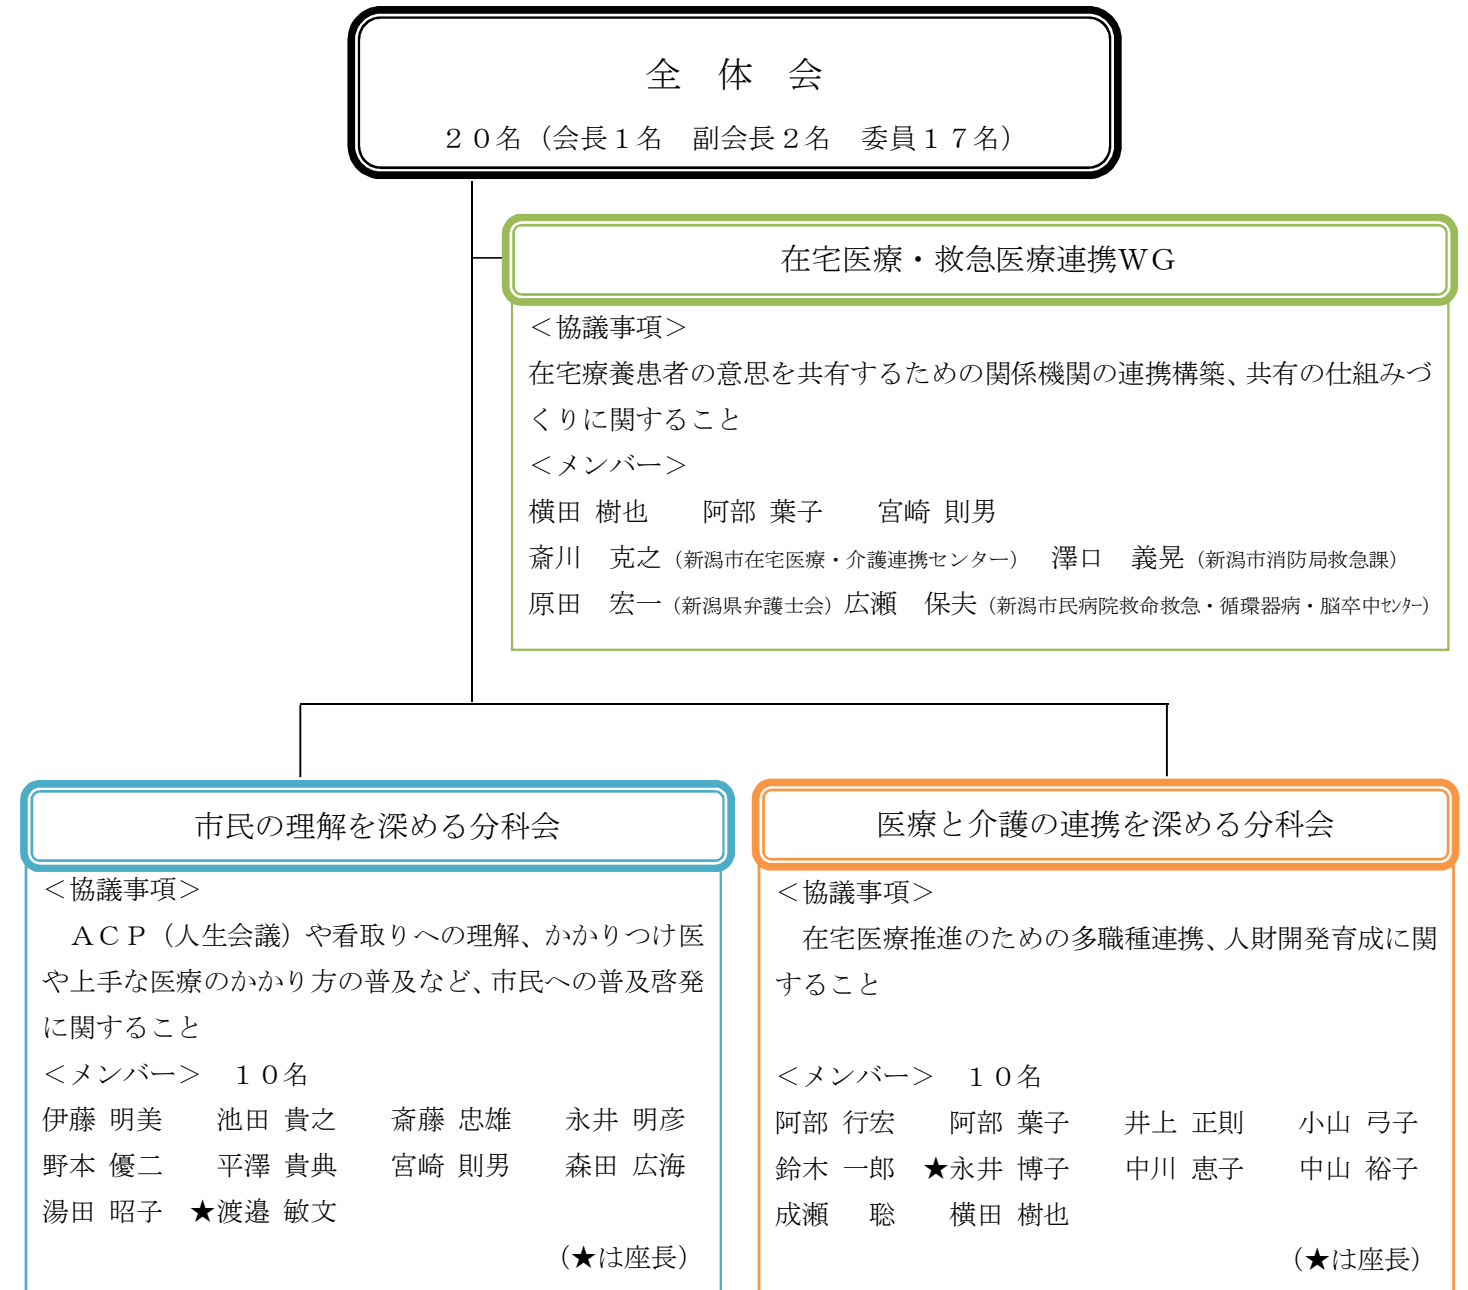 全　体　会
２０名（会長１名　副会長２名　委員１７名）
在宅医療・救急医療連携ＷＧ
＜協議事項＞
在宅療養患者の意思を共有するための関係機関の連携構築、共有の仕組みづ
くりに関すること
＜メンバー＞
横田 樹也　　阿部 葉子　　宮崎 則男
斎川　克之（新潟市在宅医療・介護連携センター）　澤口　義晃（新潟市消防局救急課）
原田　宏一（新潟県弁護士会）広瀬　保夫（新潟市民病院救命救急・循環器病・脳卒中ｾﾝﾀｰ）
市民の理解を深める分科会
＜協議事項＞
　ＡＣＰ（人生会議）や看取りへの理解、かかりつけ医
や上手な医療のかかり方の普及など、市民への普及啓発
に関すること
＜メンバー＞　１０名
伊藤 明美　　池田 貴之　　斎藤 忠雄　　永井 明彦
野本 優二　　平澤 貴典　　宮崎 則男　　森田 広海
湯田 昭子　★渡邉 敏文
（★は座長）
医療と介護の連携を深める分科会
＜協議事項＞
　在宅医療推進のための多職種連携、人財開発育成に関
すること
＜メンバー＞　１０名
阿部 行宏　　阿部 葉子　　井上 正則　　小山 弓子
鈴木 一郎　★永井 博子　　中川 恵子　　中山 裕子
成瀬　聡　　横田 樹也
（★は座長）